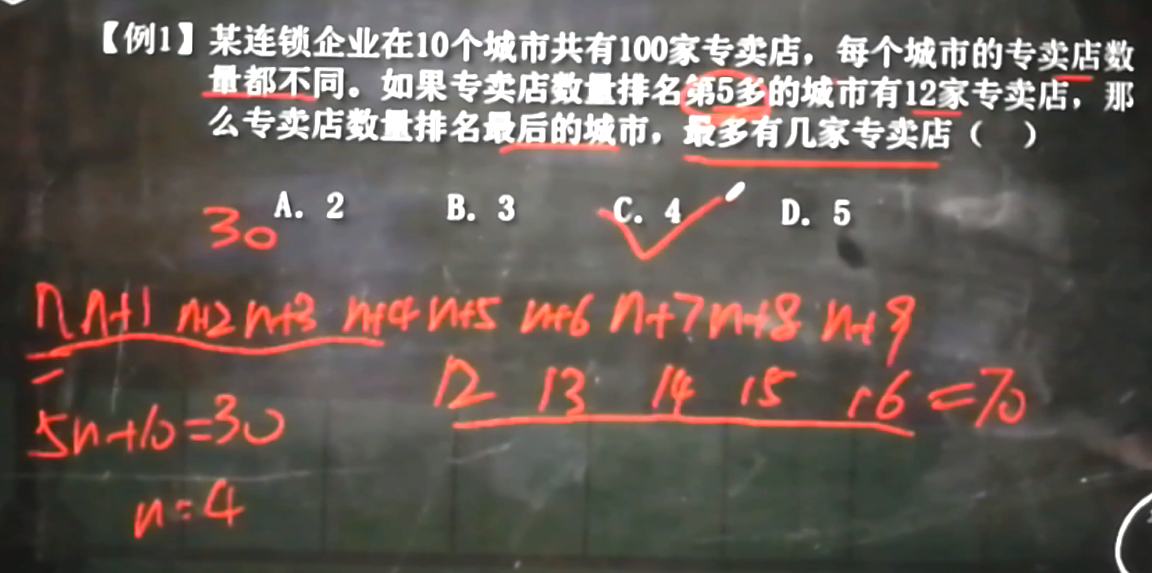 【例1】某连锁企业在10个城市共有100家专卖店，每个城市的专卖店数
量都不同。如果专卖店数量排名第5多的城市有12家专卖店，那
么专卖店数量排名最后的城市，最多有几家专卖店（ ）
A. 2 B. 3 C. 4 D. 5
30
n n+1 n+2 n+3 n+4 n+5 n+6 n+7 n+8 n+9
12 13 14 15 16 =70
5n+10=30
n=4